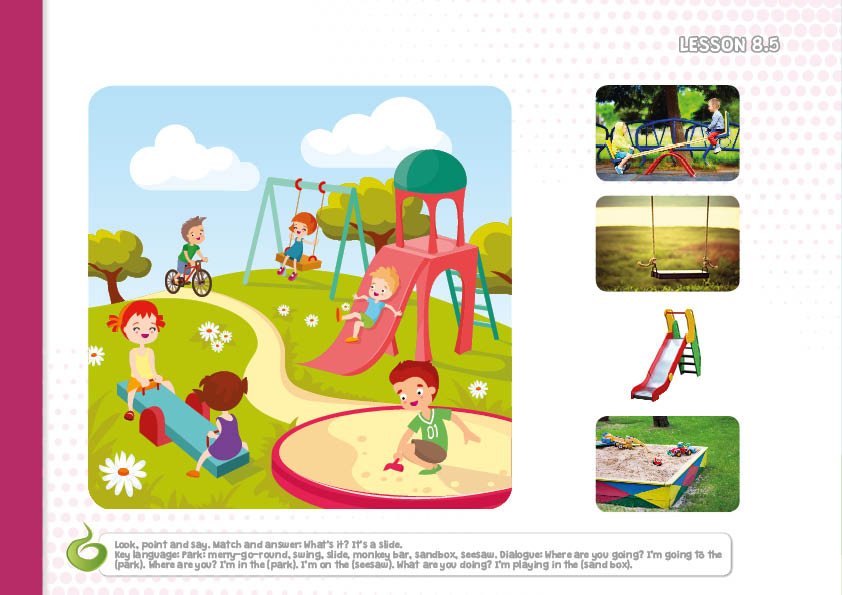 LESSON 8.5
01
Look, point and say. Match and answer: What's it? It's a slide.
Key language: Park: merry-go-round, swing, slide, monkey bar, sandbox, seesaw. Dialogue: Where are you going? I'm going to the
(park). Where are you? I'm in the (park). I'm on the (seesaw). What are you doing? I'm playing in the (sand box).